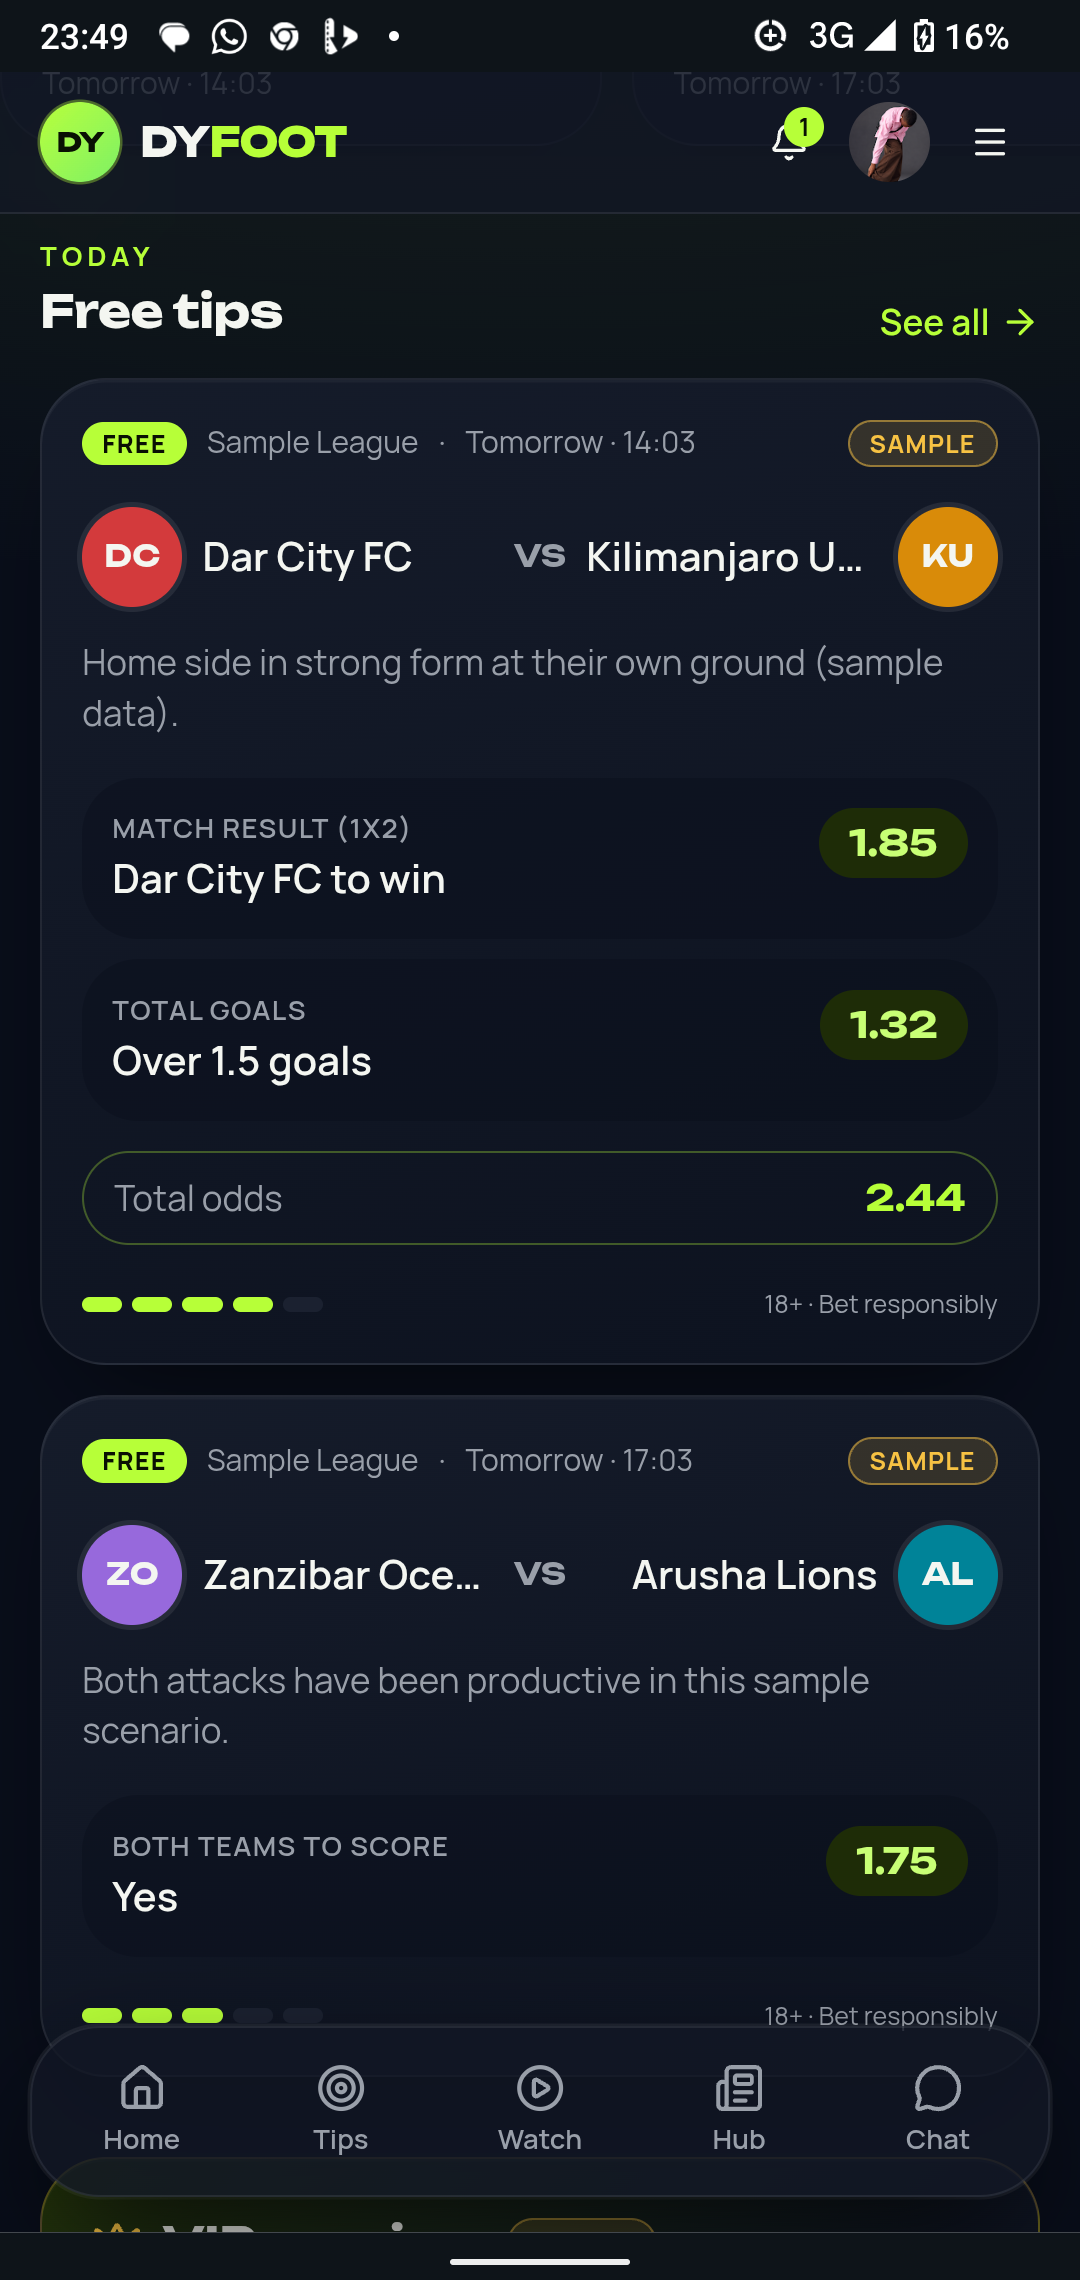 23:49
3G
16%
Tomorrow · 14:03
Tomorrow · 17:03
DY
DYFOOT
1
TODAY
Free tips
See all →
FREE
Sample League · Tomorrow · 14:03
SAMPLE
DC
Dar City FC
VS
Kilimanjaro U...
KU
Home side in strong form at their own ground (sample
data).
MATCH RESULT (1X2)
1.85
Dar City FC to win
TOTAL GOALS
1.32
Over 1.5 goals
Total odds
2.44
18+ · Bet responsibly
FREE
Sample League · Tomorrow · 17:03
SAMPLE
ZO
Zanzibar Oce...
VS
Arusha Lions
AL
Both attacks have been productive in this sample
scenario.
BOTH TEAMS TO SCORE
1.75
Yes
18+ · Bet responsibly
Home
Tips
Watch
Hub
Chat
VIP